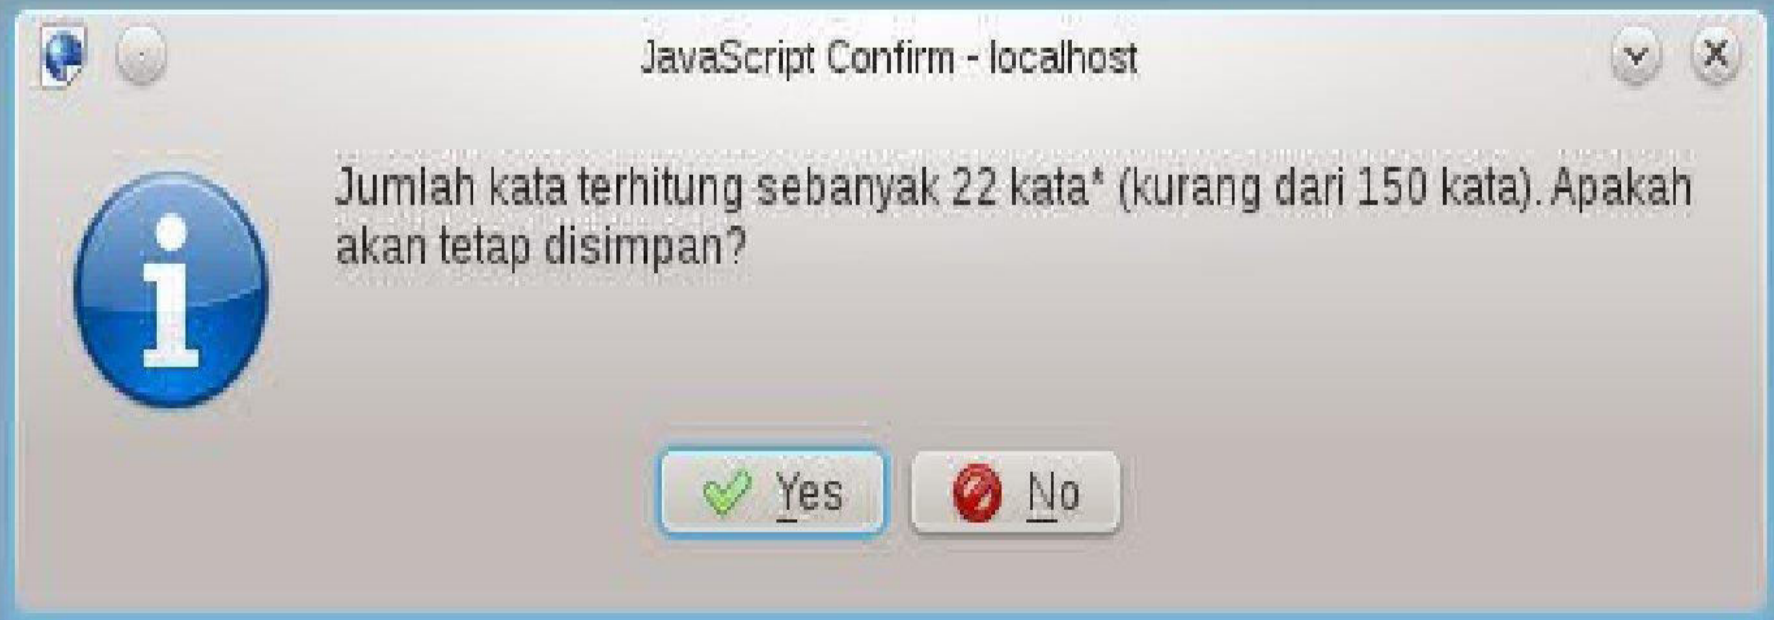 JavaScript Confirm - localhost
Jumlah kata terhitung sebanyak 22 kata* (kurang dari 150 kata). Apakah
akan tetap disimpan?
Yes
No